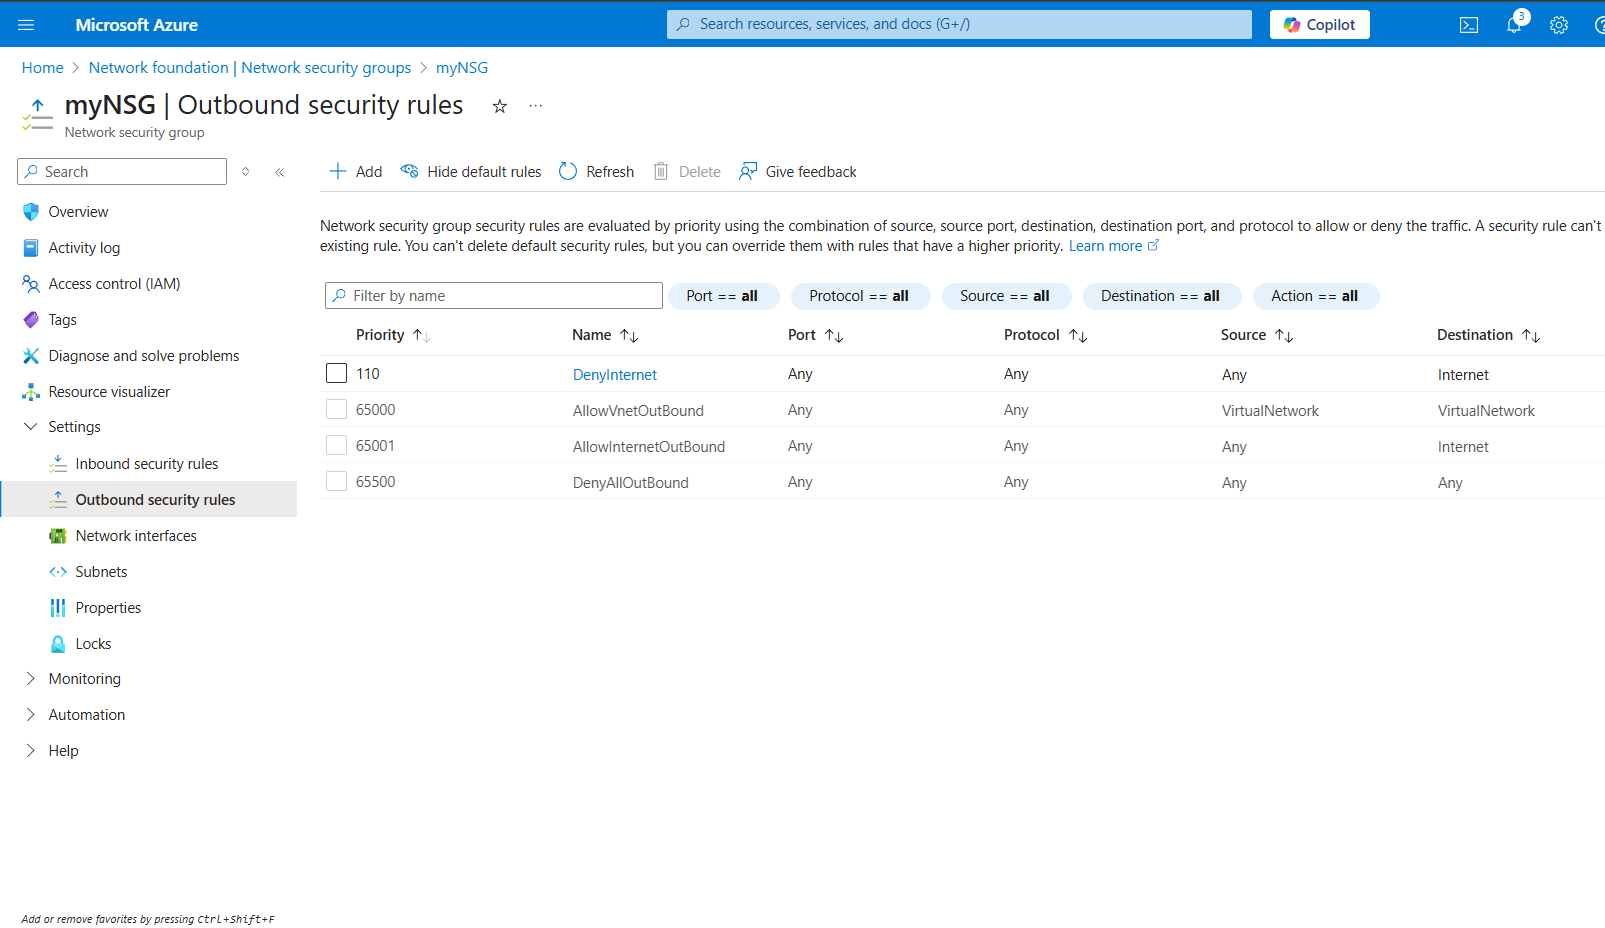 Microsoft Azure
Search resources, services, and docs (G+/)
Copilot
3
Home > Network foundation | Network security groups > myNSG
myNSG | Outbound security rules
Network security group
Search
Add
Hide default rules
Refresh
Delete
Give feedback
Overview
Activity log
Access control (IAM)
Tags
Diagnose and solve problems
Resource visualizer
Settings
Inbound security rules
Outbound security rules
Network interfaces
Subnets
Properties
Locks
Monitoring
Automation
Help
Network security group security rules are evaluated by priority using the combination of source, source port, destination, destination port, and protocol to allow or deny the traffic. A security rule can't
existing rule. You can't delete default security rules, but you can override them with rules that have a higher priority. Learn more
Filter by name
Port == all
Protocol == all
Source == all
Destination == all
Action == all
Priority Name Port Protocol Source Destination
110 DenyInternet Any Any Any Internet
65000 AllowVnetOutBound Any Any VirtualNetwork VirtualNetwork
65001 AllowInternetOutBound Any Any Any Internet
65500 DenyAllOutBound Any Any Any Any
Add or remove favorites by pressing Ctrl+Shift+F